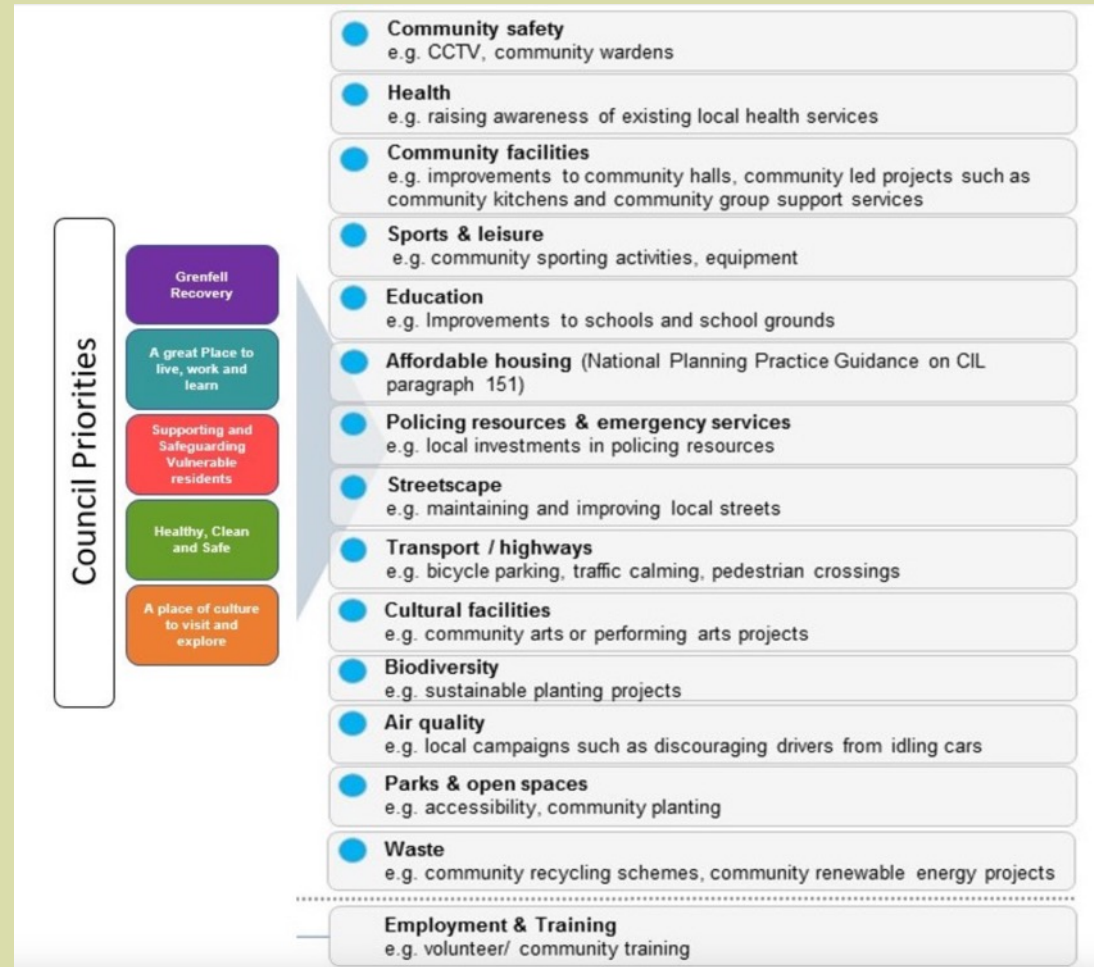 Council Priorities
Grenfell
Recovery
A great Place to
live, work and
learn
Supporting and
Safeguarding
Vulnerable
residents
Healthy, Clean
and Safe
A place of culture
to visit and
explore
Community safety
e.g. CCTV, community wardens
Health
e.g. raising awareness of existing local health services
Community facilities
e.g. improvements to community halls, community led projects such as
community kitchens and community group support services
Sports & leisure
e.g. community sporting activities, equipment
Education
e.g. Improvements to schools and school grounds
Affordable housing (National Planning Practice Guidance on CIL
paragraph 151)
Policing resources & emergency services
e.g. local investments in policing resources
Streetscape
e.g. maintaining and improving local streets
Transport / highways
e.g. bicycle parking, traffic calming, pedestrian crossings
Cultural facilities
e.g. community arts or performing arts projects
Biodiversity
e.g. sustainable planting projects
Air quality
e.g. local campaigns such as discouraging drivers from idling cars
Parks & open spaces
e.g. accessibility, community planting
Waste
e.g. community recycling schemes, community renewable energy projects
Employment & Training
e.g. volunteer/ community training